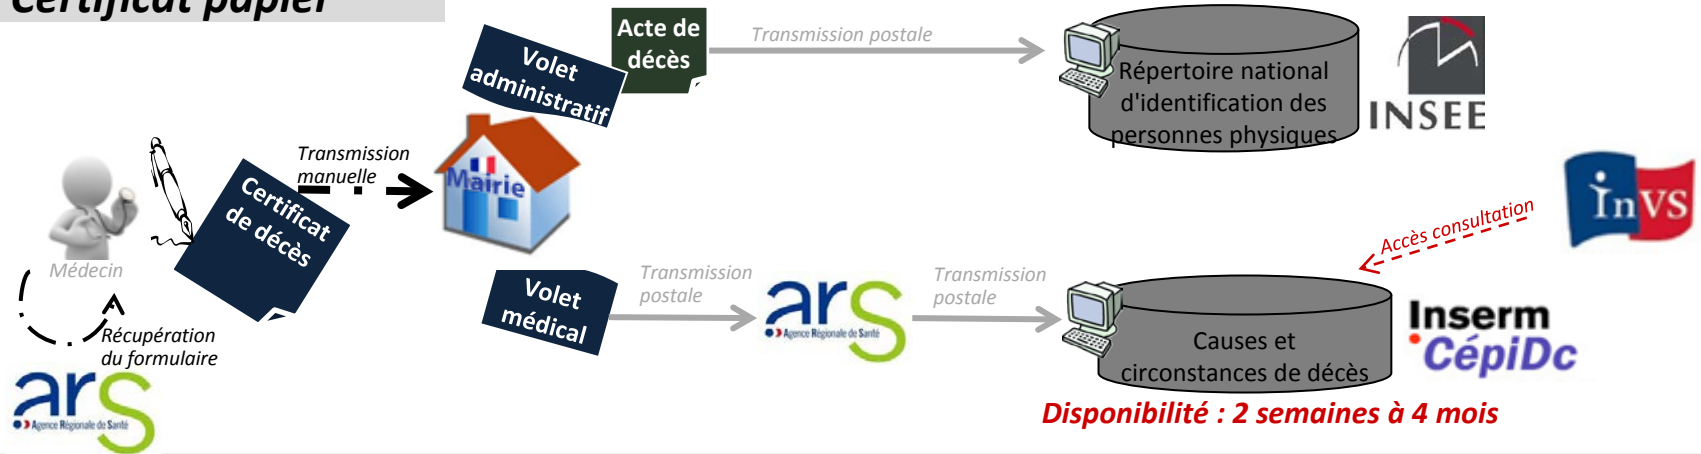 Certificat papier
Acte de
décès
Transmission postale
Volet
administratif
Répertoire national
d'identification des
personnes physiques
INSEE
Transmission
manuelle
Mairie
Certificat
de décès
Médecin
Récupération
du formulaire
ars
Agence Régionale de Santé
Volet
médical
Transmission
postale
ars
Agence Régionale de Santé
Transmission
postale
Accès consultation
InVS
Causes et
circonstances de décès
Inserm
CépiDc
Disponibilité : 2 semaines à 4 mois